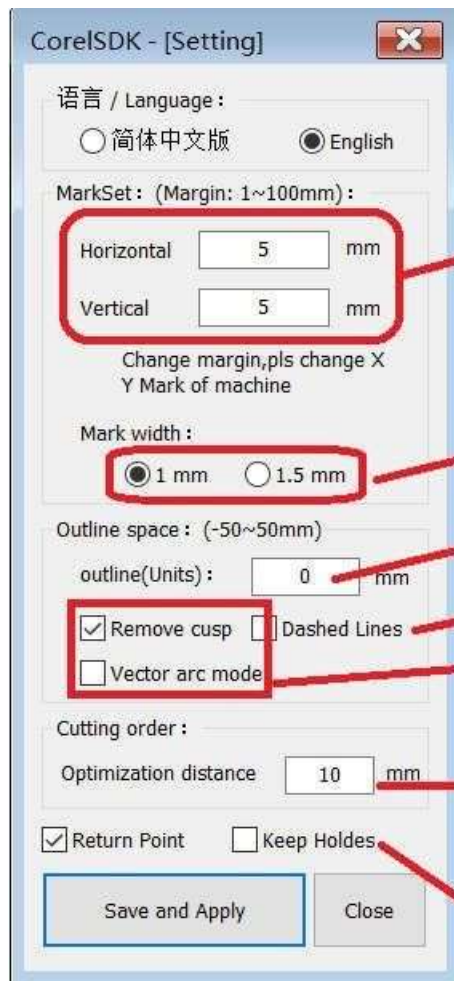 CorelSDK - [Setting]
语言 / Language：
简体中文版 English
MarkSet：(Margin: 1~100mm)：
Horizontal 5 mm
Vertical 5 mm
Change margin,pls change X
Y Mark of machine
Mark width：
1 mm 1.5 mm
Outline space：(-50~50mm)
outline(Units)： 0 mm
Remove cusp Dashed Lines
Vector arc mode
Cutting order：
Optimization distance 10 mm
Return Point Keep Holdes
Save and Apply Close